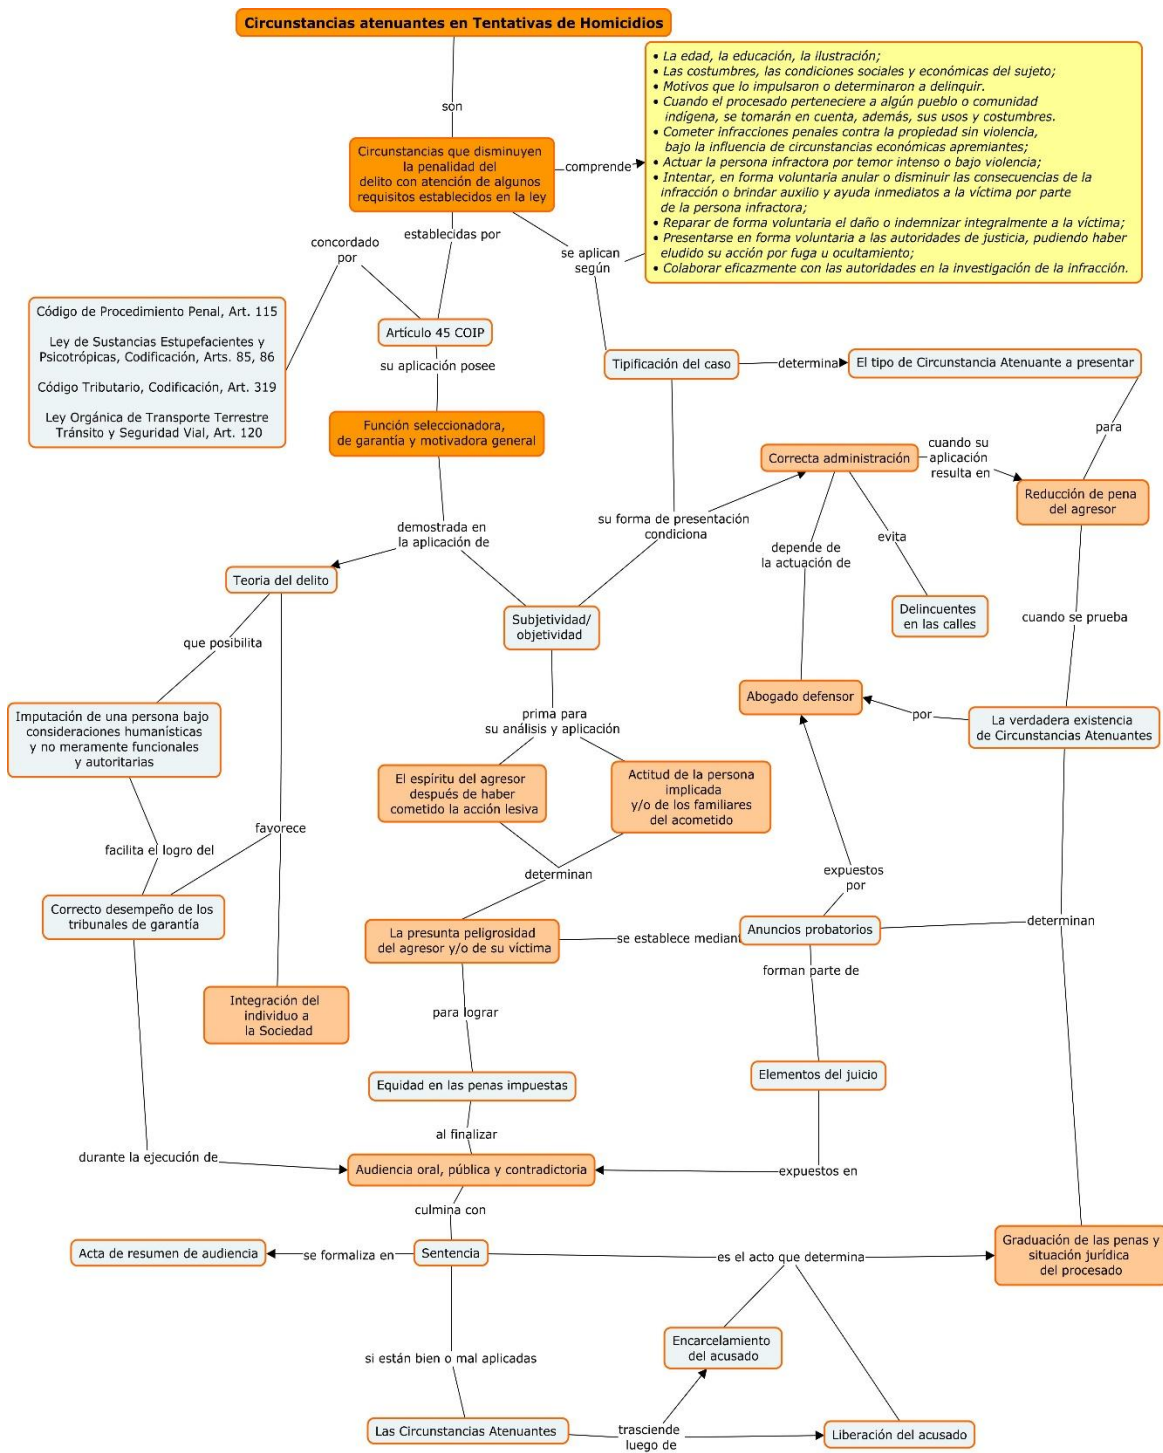 Circunstancias atenuantes en Tentativas de Homicidios
son
Circunstancias que disminuyen
la penalidad del
delito con atención de algunos
requisitos establecidos en la ley
comprende
• La edad, la educación, la ilustración;
• Las costumbres, las condiciones sociales y económicas del sujeto;
• Motivos que lo impulsaron o determinaron a delinquir.
• Cuando el procesado perteneciere a algún pueblo o comunidad
indígena, se tomarán en cuenta, además, sus usos y costumbres.
• Cometer infracciones penales contra la propiedad sin violencia,
bajo la influencia de circunstancias económicas apremiantes;
• Actuar la persona infractora por temor intenso o bajo violencia;
• Intentar, en forma voluntaria anular o disminuir las consecuencias de la
infracción o brindar auxilio y ayuda inmediatos a la víctima por parte
de la persona infractora;
• Reparar de forma voluntaria el daño o indemnizar integralmente a la víctima;
• Presentarse en forma voluntaria a las autoridades de justicia, pudiendo haber
eludido su acción por fuga u ocultamiento;
• Colaborar eficazmente con las autoridades en la investigación de la infracción.
concordado
por
establecidas por
se aplican
según
Código de Procedimiento Penal, Art. 115
Ley de Sustancias Estupefacientes y
Psicotrópicas, Codificación, Arts. 85, 86
Código Tributario, Codificación, Art. 319
Ley Orgánica de Transporte Terrestre
Tránsito y Seguridad Vial, Art. 120
Artículo 45 COIP
su aplicación posee
Tipificación del caso
determina
El tipo de Circunstancia Atenuante a presentar
para
Función seleccionadora,
de garantía y motivadora general
Correcta administración
cuando su
aplicación
resulta en
Reducción de pena
del agresor
demostrada en
la aplicación de
su forma de presentación
condiciona
depende de
la actuación de
evita
Teoria del delito
Subjetividad/
objetividad
Delincuentes
en las calles
cuando se prueba
que posibilita
Imputación de una persona bajo
consideraciones humanísticas
y no meramente funcionales
y autoritarias
prima para
su análisis y aplicación
Abogado defensor
por
La verdadera existencia
de Circunstancias Atenuantes
El espíritu del agresor
después de haber
cometido la acción lesiva
Actitud de la persona
implicada
y/o de los familiares
del acometido
facilita el logro del
favorece
determinan
expuestos
por
Correcto desempeño de los
tribunales de garantía
La presunta peligrosidad
del agresor y/o de su víctima
se establece mediant
Anuncios probatorios
determinan
forman parte de
Integración del
individuo a
la Sociedad
para lograr
Equidad en las penas impuestas
Elementos del juicio
al finalizar
durante la ejecución de
Audiencia oral, pública y contradictoria
expuestos en
culmina con
Acta de resumen de audiencia
se formaliza en
Sentencia
es el acto que determina
Graduación de las penas y
situación jurídica
del procesado
Encarcelamiento
del acusado
si están bien o mal aplicadas
Las Circunstancias Atenuantes
trasciende
luego de
Liberación del acusado